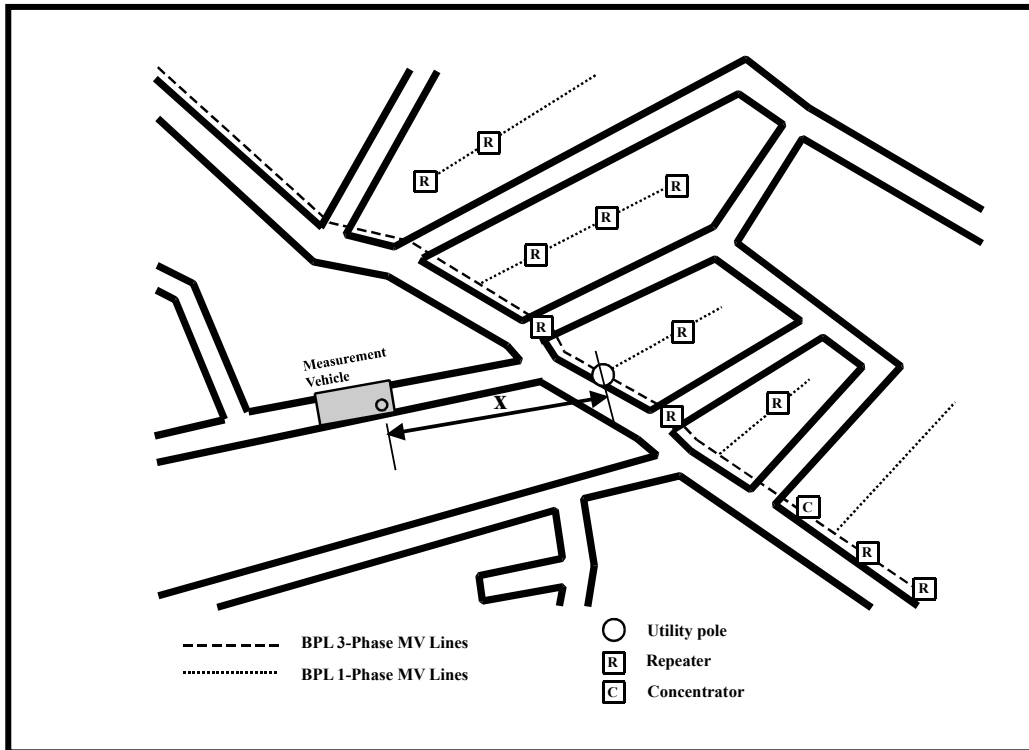 R
R
R
R
R
R
R
Measurement
Vehicle
X
R
R
C
R
R
BPL 3-Phase MV Lines
BPL 1-Phase MV Lines
Utility pole
R Repeater
C Concentrator